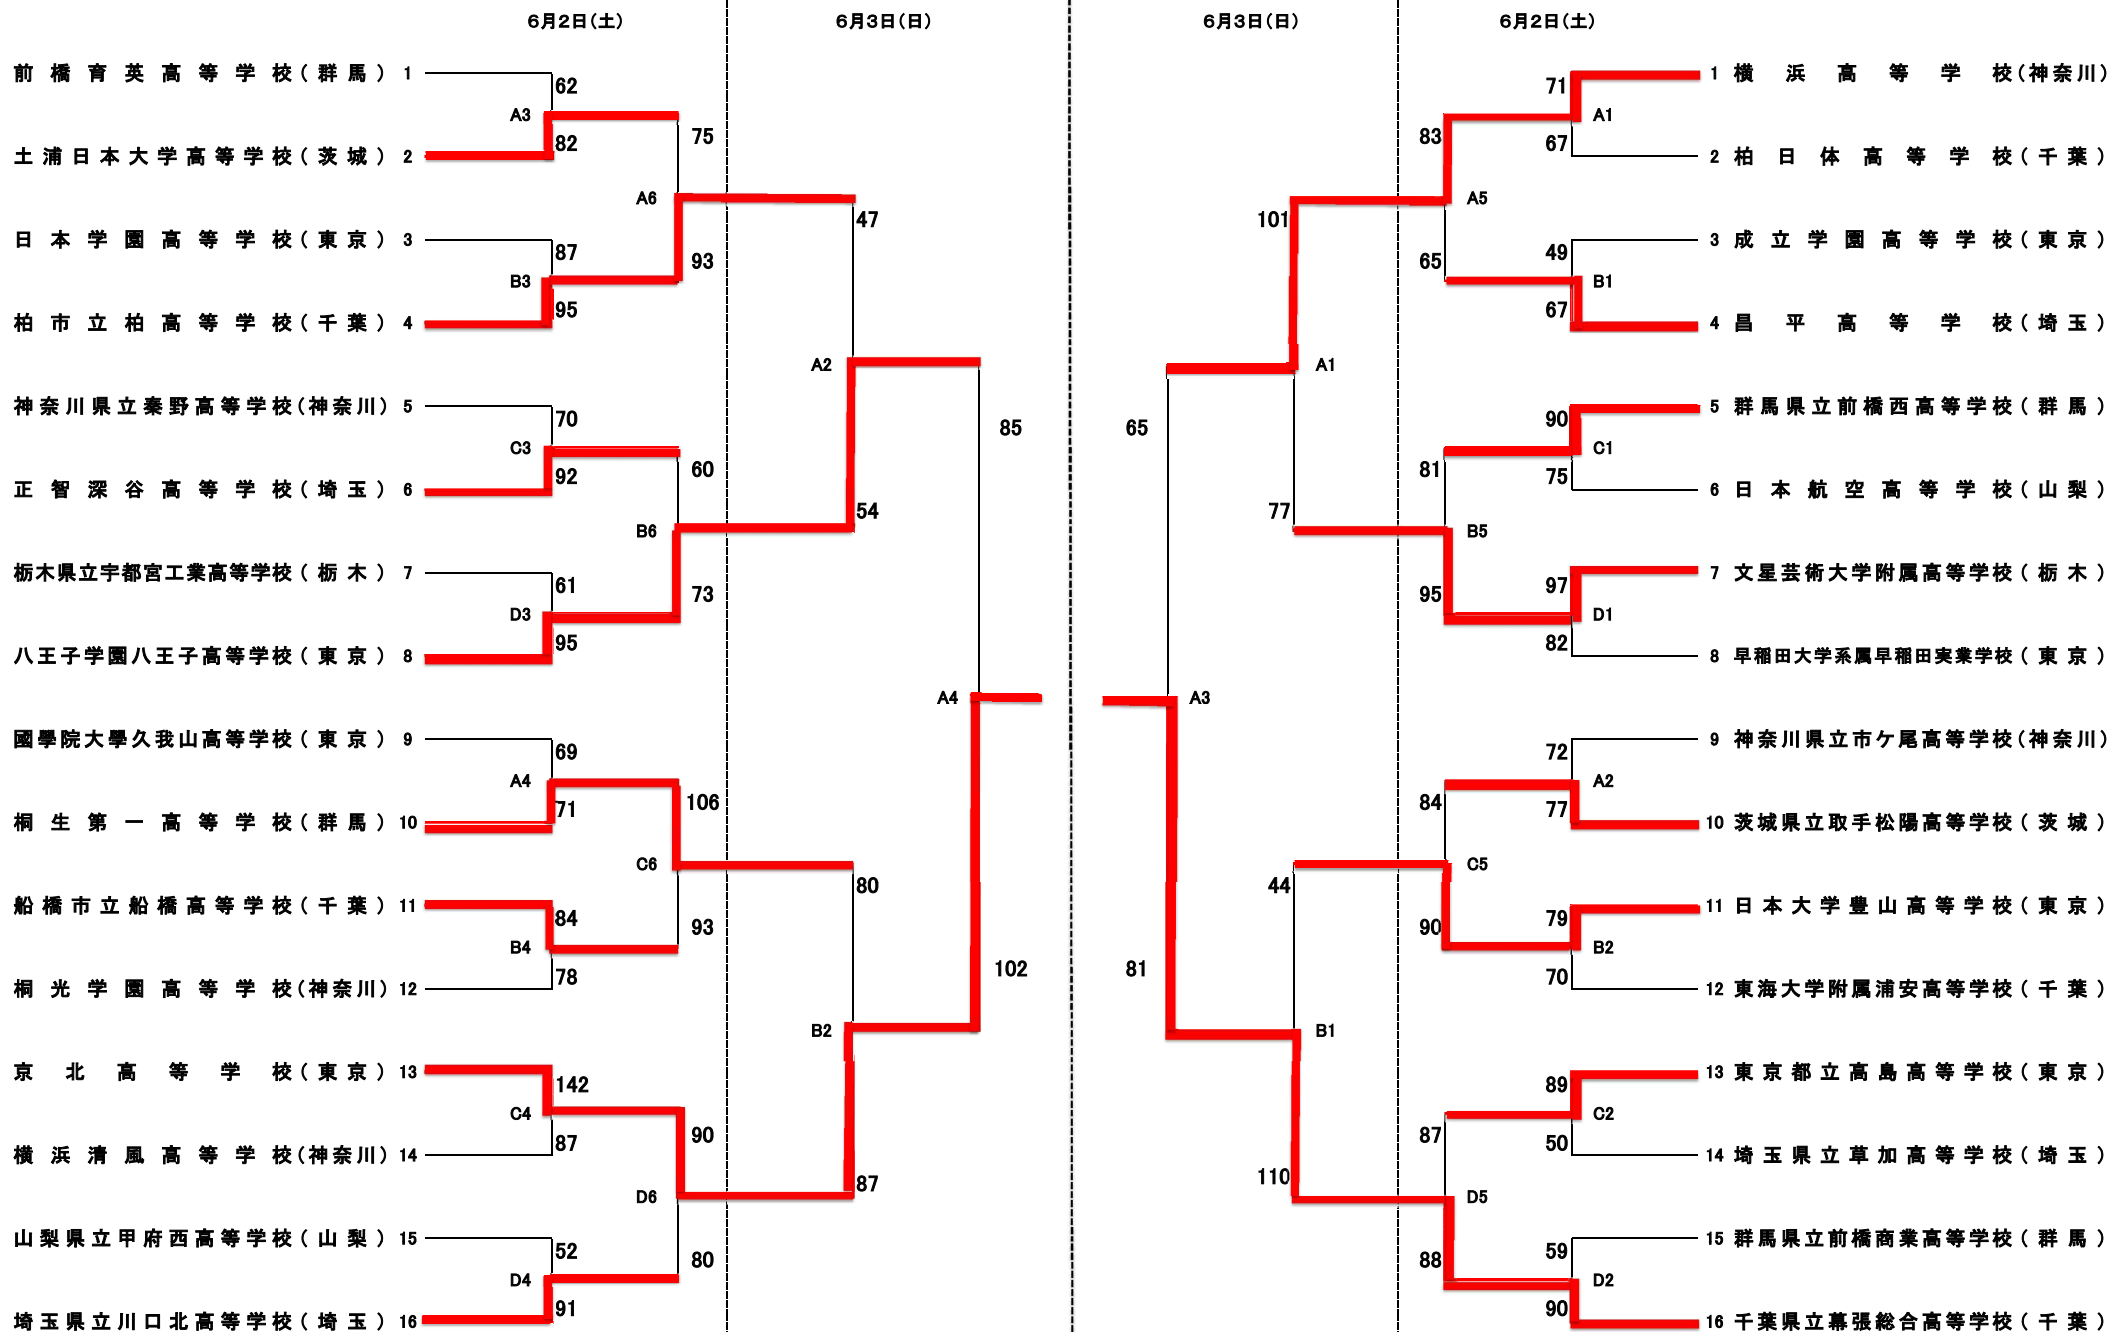 6月2日(土) 6月3日(日) 6月3日(日) 6月2日(土)
前橋育英高等学校(群馬) 1
62
A3
82
土浦日本大学高等学校(茨城) 2
75
A6
93
日本学園高等学校(東京) 3
87
B3
95
柏市立柏高等学校(千葉) 4
47
A2
54
神奈川県立秦野高等学校(神奈川) 5
70
C3
92
正智深谷高等学校(埼玉) 6
60
B6
73
栃木県立宇都宮工業高等学校(栃木) 7
61
D3
95
八王子学園八王子高等学校(東京) 8
85
A4
102
國學院大學久我山高等学校(東京) 9
69
A4
71
桐生第一高等学校(群馬) 10
106
C6
93
船橋市立船橋高等学校(千葉) 11
84
B4
78
桐光学園高等学校(神奈川) 12
80
B2
87
京北高等学校(東京) 13
142
C4
87
横浜清風高等学校(神奈川) 14
90
D6
80
山梨県立甲府西高等学校(山梨) 15
52
D4
91
埼玉県立川口北高等学校(埼玉) 16
1 横浜高等学校(神奈川)
71
A1
67
2 柏日体高等学校(千葉)
83
A5
65
3 成立学園高等学校(東京)
49
B1
67
4 昌平高等学校(埼玉)
101
A1
77
5 群馬県立前橋西高等学校(群馬)
90
C1
75
6 日本航空高等学校(山梨)
81
B5
95
7 文星芸術大学附属高等学校(栃木)
97
D1
82
8 早稲田大学系属早稲田実業学校(東京)
65
A3
81
9 神奈川県立市ケ尾高等学校(神奈川)
72
A2
77
10 茨城県立取手松陽高等学校(茨城)
84
C5
90
11 日本大学豊山高等学校(東京)
79
B2
70
12 東海大学附属浦安高等学校(千葉)
44
B1
110
13 東京都立高島高等学校(東京)
89
C2
50
14 埼玉県立草加高等学校(埼玉)
87
D5
88
15 群馬県立前橋商業高等学校(群馬)
59
D2
90
16 千葉県立幕張総合高等学校(千葉)